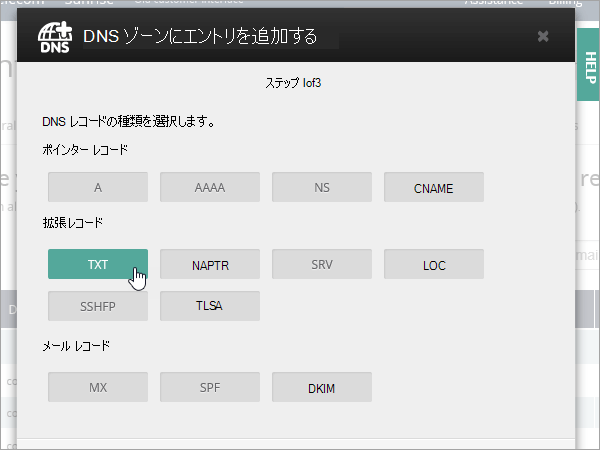 Sunrise
Assistance
Billing
DNS
DNS ゾーンにエントリを追加する
HELP
ステップ lof3
DNS レコードの種類を選択します。
ポインター レコード
A AAAA NS CNAME
拡張レコード
TXT NAPTR SRV LOC
SSHFP TLSA
メール レコード
MX SPF DKIM